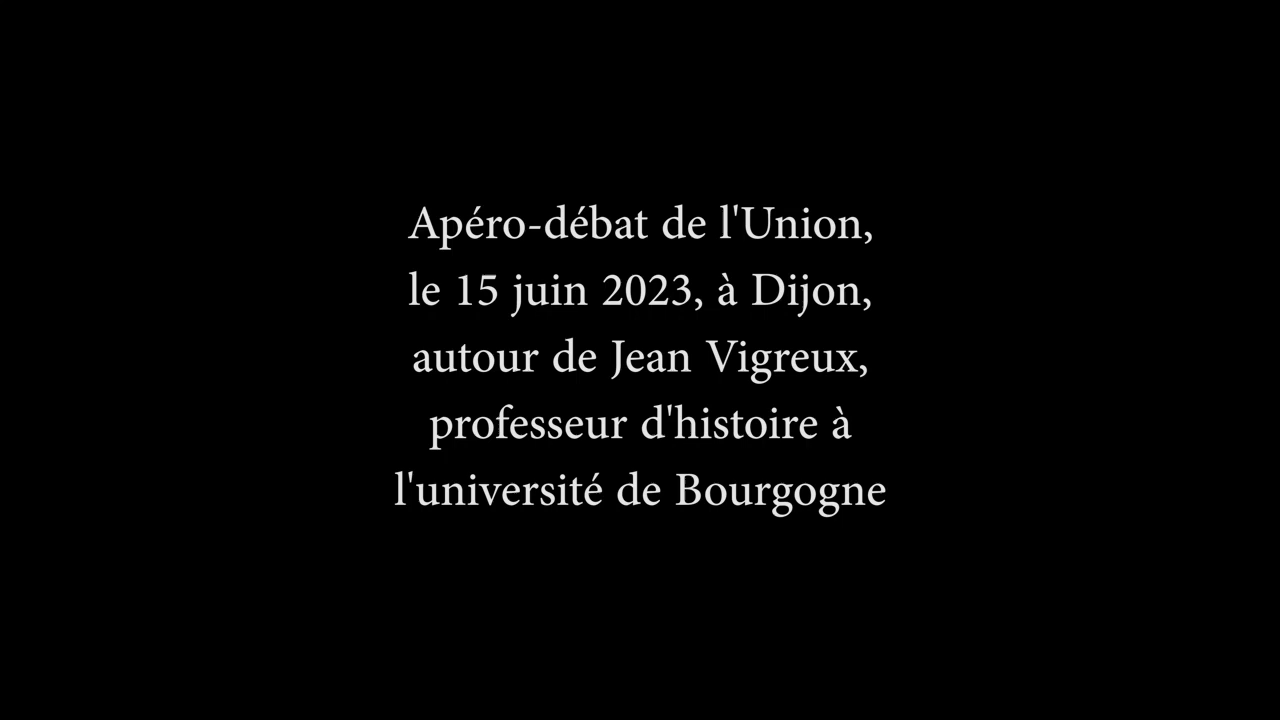 Apéro-débat de l'Union,
le 15 juin 2023, à Dijon,
autour de Jean Vigreux,
professeur d'histoire à
l'université de Bourgogne